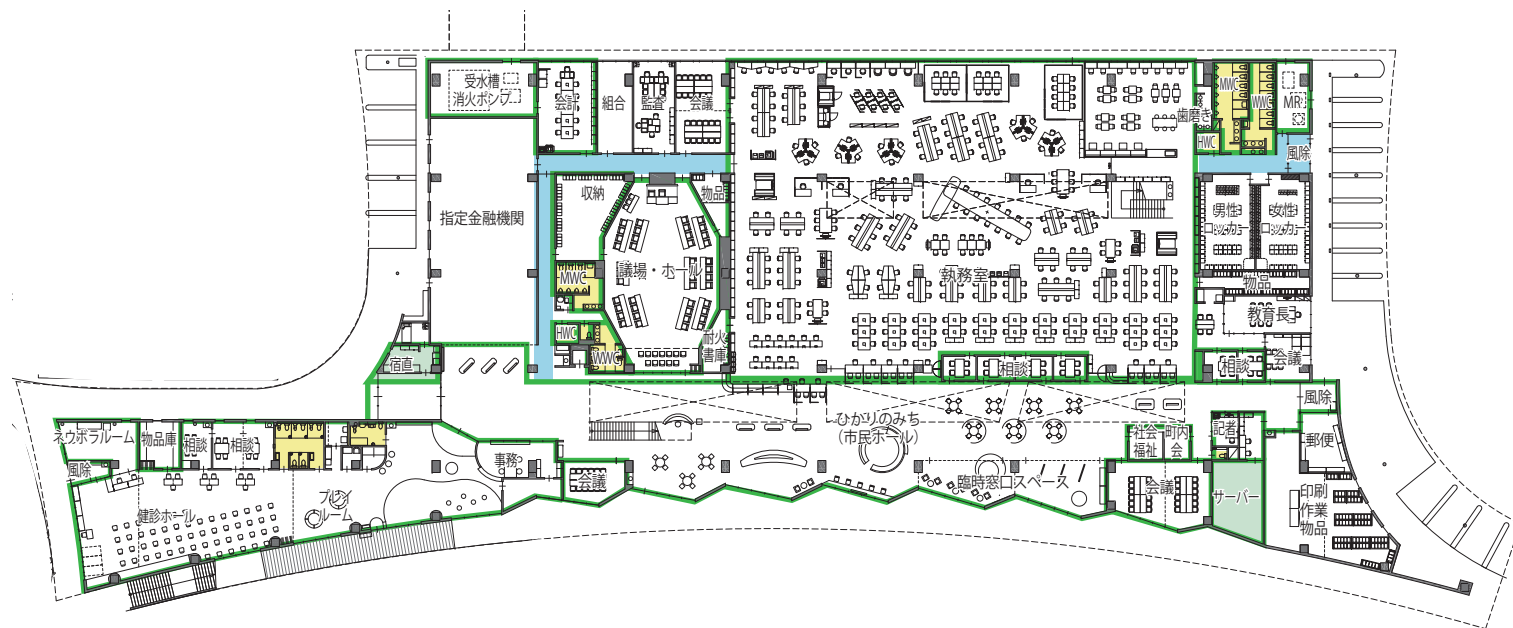 受水槽
消火ポンプ
会計
組合
監査
会議
歯磨き
MWC
WWC
MR
HWC
風除
収納
物品
指定金融機関
議場・ホール
執務室
男性
ロッカー
女性
ロッカー
MWC
物品
HWC
WWC
耐火
書庫
教育長
会議
宿直
相談
相談
風除
ひかりのみち
(市民ホール)
ネウボラルーム
物品庫
相談
相談
風除
事務
会議
社会
福祉
町内
会
記者
郵便
臨時窓口スペース
会議
サーバー
印刷
作業
物品
プレイ
ルーム
健診ホール